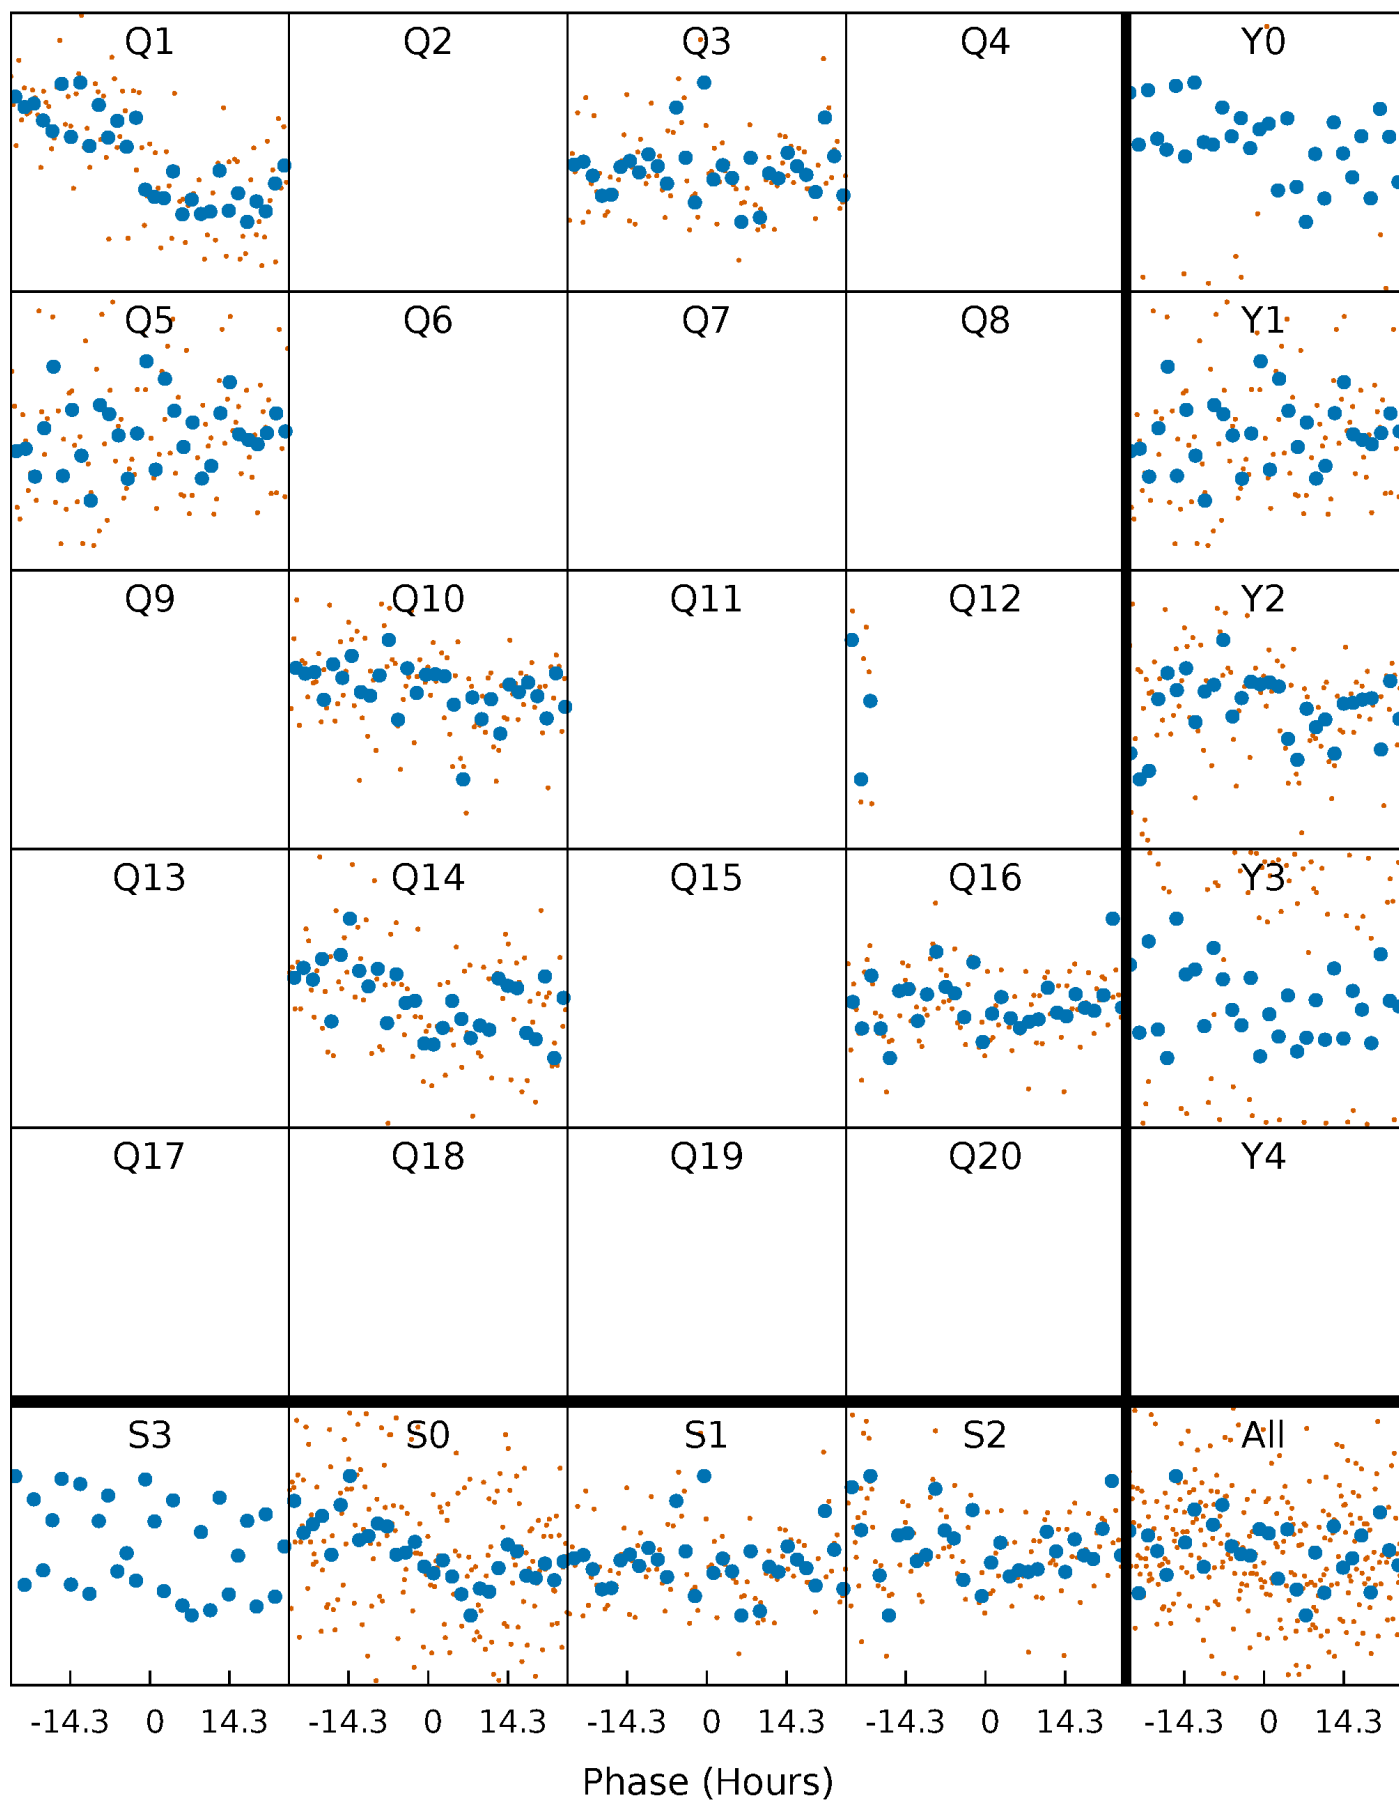 Q1 Q2 Q3 Q4 Y0
Q5 Q6 Q7 Q8 Y1
Q9 Q10 Q11 Q12 Y2
Q13 Q14 Q15 Q16 Y3
Q17 Q18 Q19 Q20 Y4
S3 S0 S1 S2 All
-14.3 0 14.3 -14.3 0 14.3 -14.3 0 14.3 -14.3 0 14.3 -14.3 0 14.3
Phase (Hours)